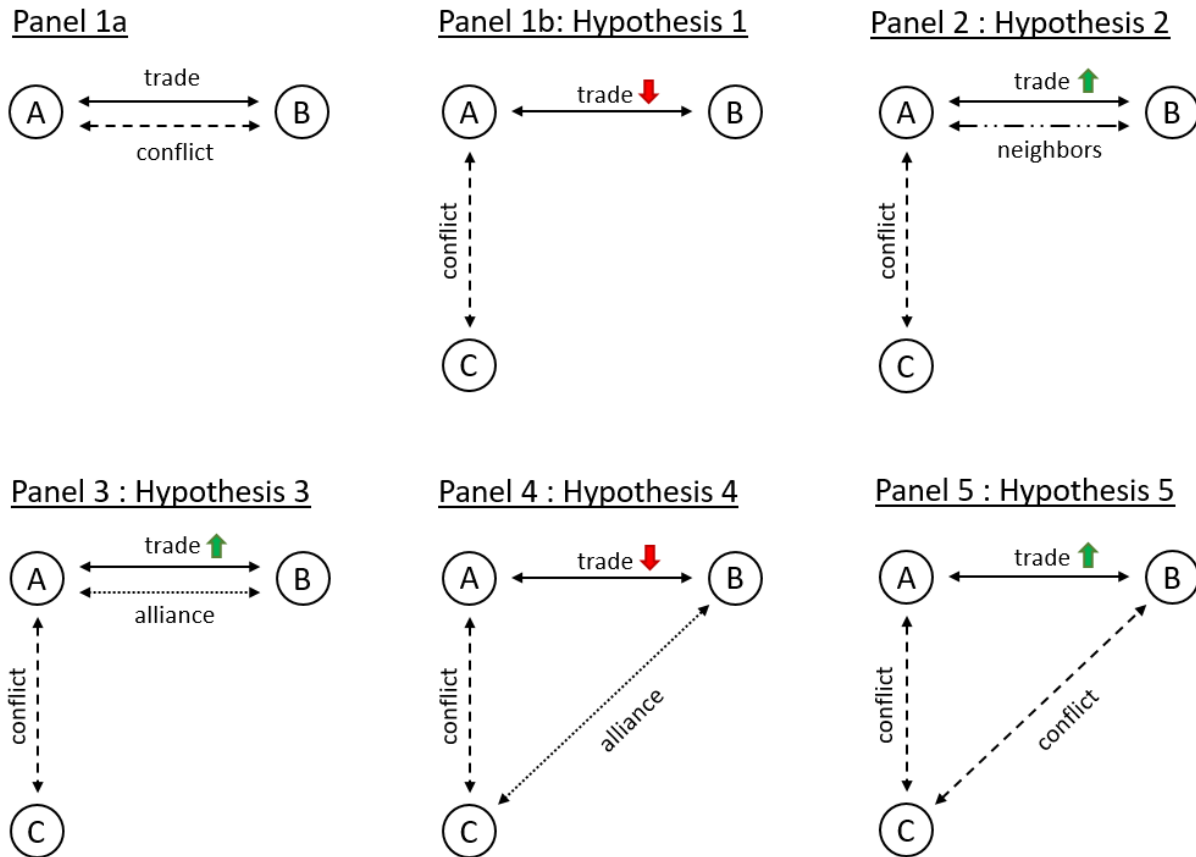 Panel 1a
A
trade
B
conflict
Panel 1b: Hypothesis 1
A
trade
B
conflict
C
Panel 2 : Hypothesis 2
A
trade
B
neighbors
conflict
C
Panel 3 : Hypothesis 3
A
trade
B
alliance
conflict
C
Panel 4 : Hypothesis 4
A
trade
B
conflict
alliance
C
Panel 5 : Hypothesis 5
A
trade
B
conflict
conflict
C